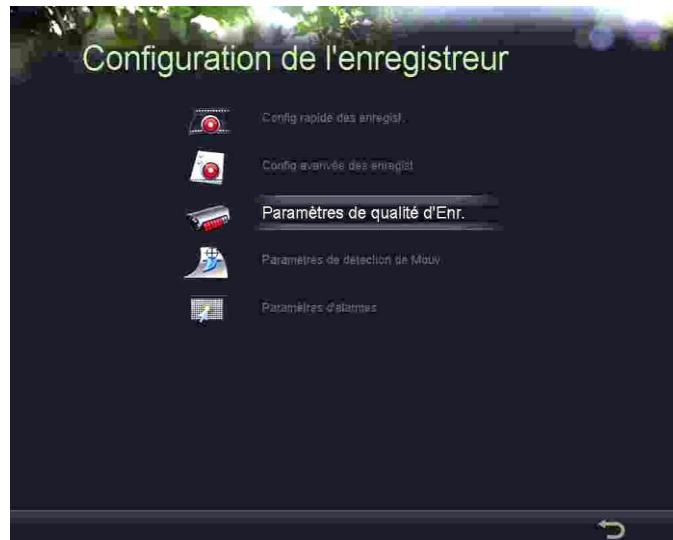 Configuration de l'enregistreur
Config rapide des enregist.
Config avancée des enregist
Paramètres de qualité d'Enr.
Paramètres de détection de Mouv
Paramètres d'alarmes